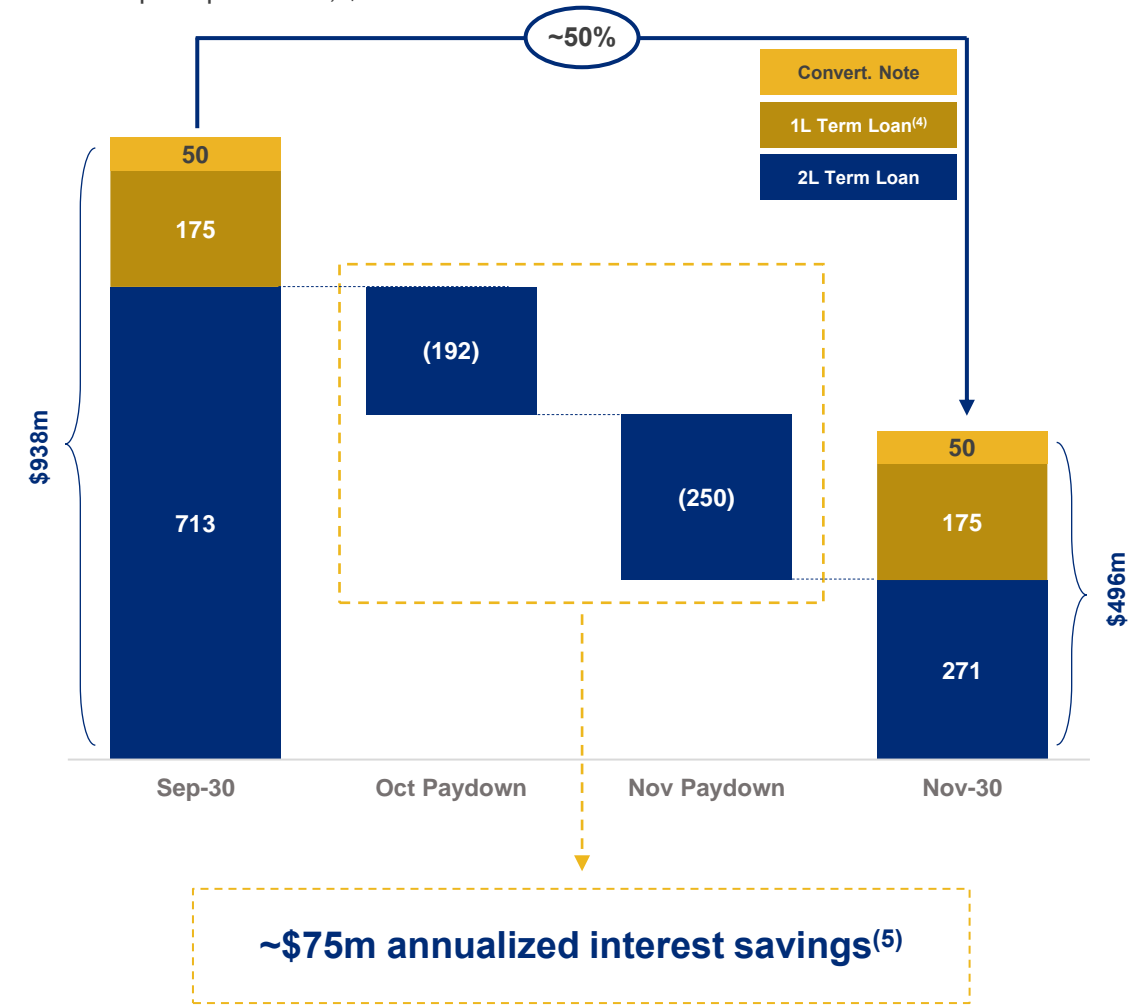 ~50%
Convert. Note
1L Term Loan(4)
2L Term Loan
50
175
713
$938m
(192)
(250)
50
175
271
$496m
Sep-30
Oct Paydown
Nov Paydown
Nov-30
~$75m annualized interest savings(5)